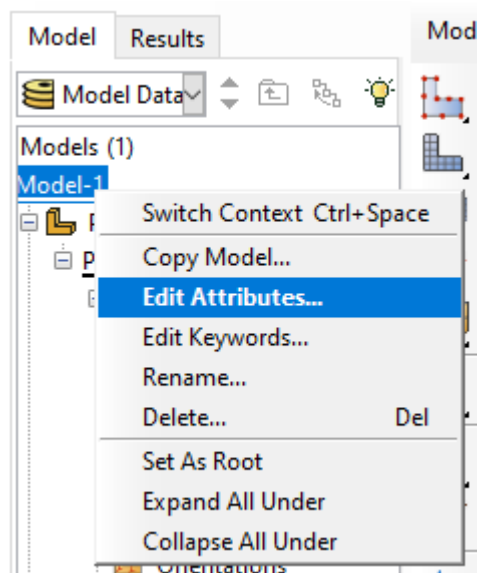 Model Results
Mod
Model Data
Models (1)
Model-1
Switch Context Ctrl+Space
Copy Model...
Edit Attributes...
Edit Keywords...
Rename...
Delete... Del
Set As Root
Expand All Under
Collapse All Under
Orientations